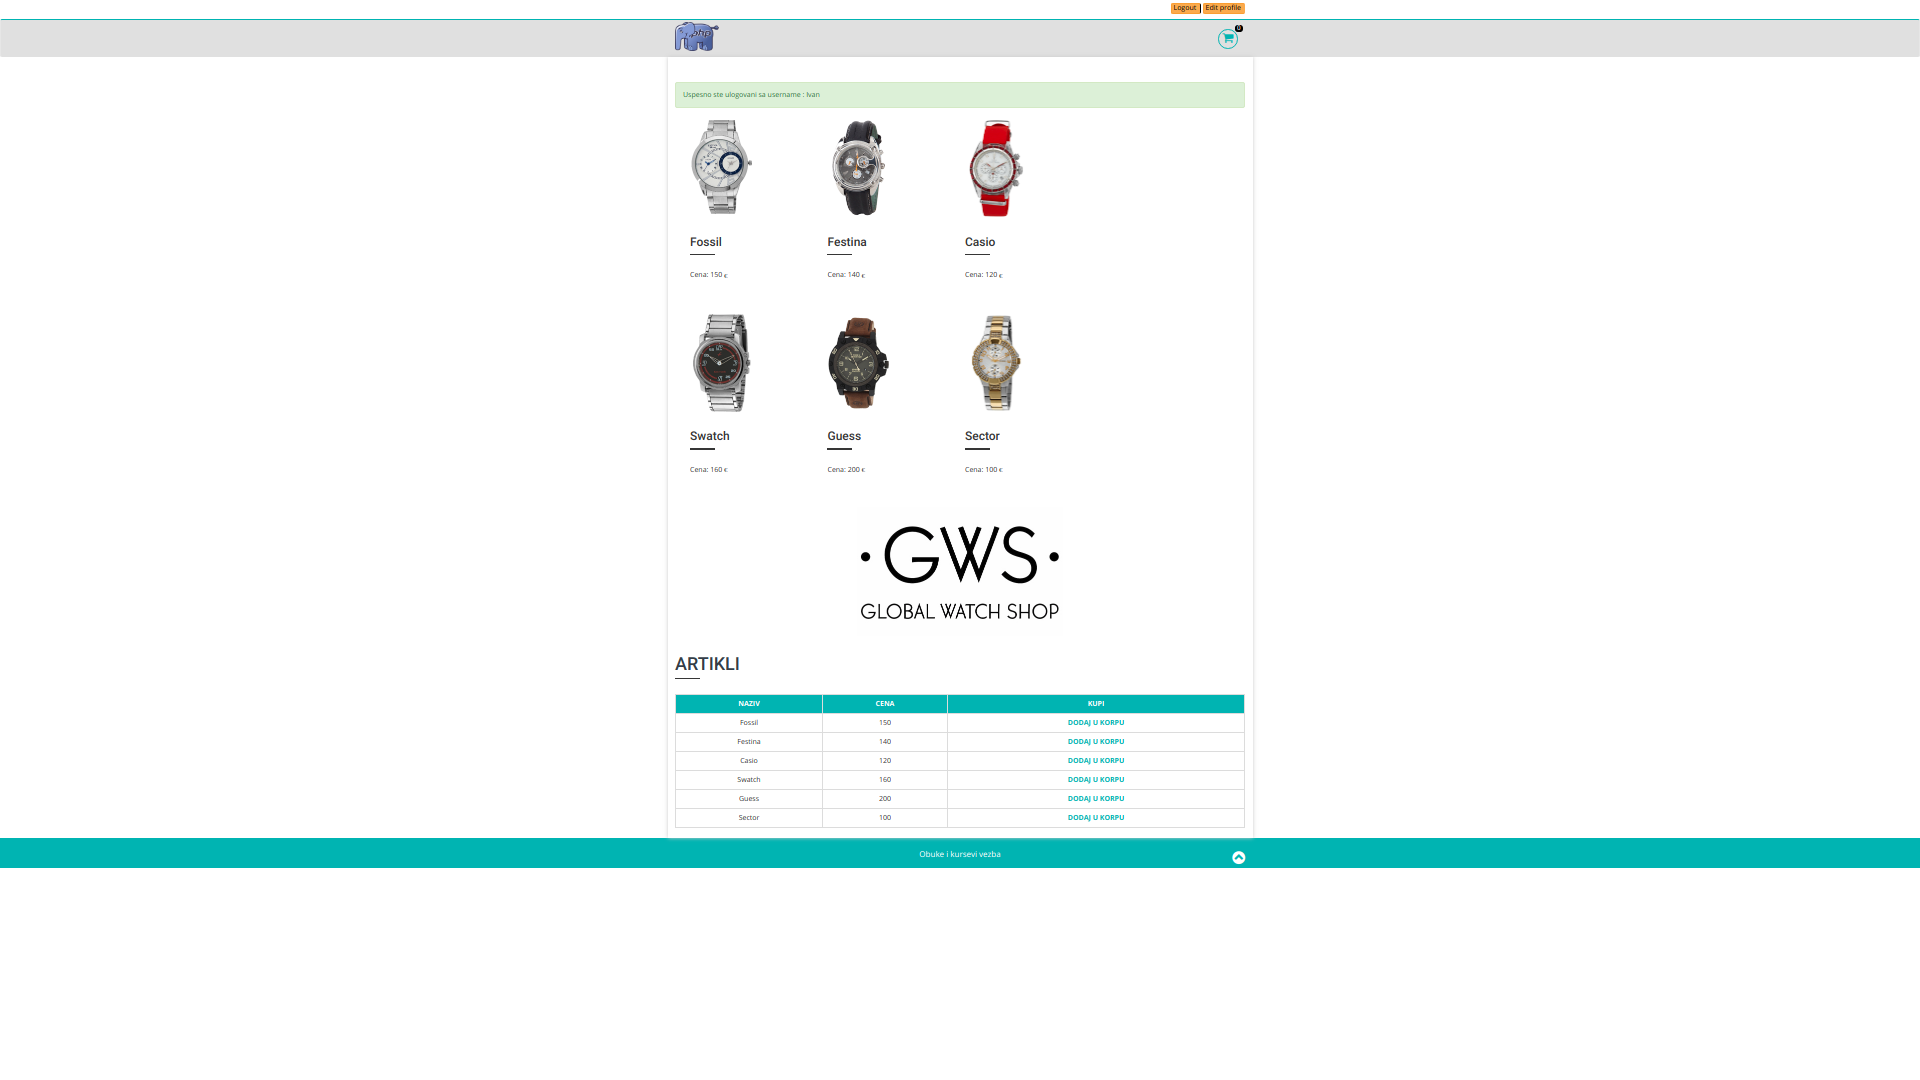 Logout Edit profile
php
0
Uspesno ste ulogovani sa username : Ivan
Fossil
Cena: 150 €
Festina
Cena: 140 €
Casio
Cena: 120 €
Swatch
Cena: 160 €
Guess
Cena: 200 €
Sector
Cena: 100 €
• GWS •
GLOBAL WATCH SHOP
ARTIKLI
NAZIV CENA KUPI
Fossil 150 DODAJ U KORPU
Festina 140 DODAJ U KORPU
Casio 120 DODAJ U KORPU
Swatch 160 DODAJ U KORPU
Guess 200 DODAJ U KORPU
Sector 100 DODAJ U KORPU
Obuke i kursevi vezba